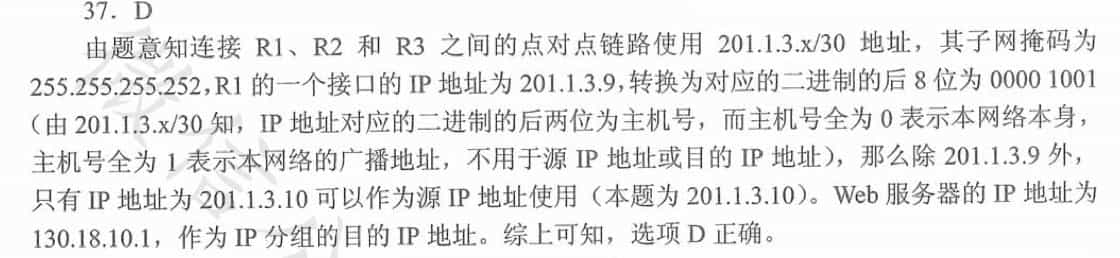 37．D
由题意知连接 R1、R2 和 R3 之间的点对点链路使用 201.1.3.x/30 地址，其子网掩码为
255.255.255.252，R1 的一个接口的 IP 地址为 201.1.3.9，转换为对应的二进制的后 8 位为 0000 1001
（由 201.1.3.x/30 知，IP 地址对应的二进制的后两位为主机号，而主机号全为 0 表示本网络本身，
主机号全为 1 表示本网络的广播地址，不用于源 IP 地址或目的 IP 地址），那么除 201.1.3.9 外，
只有 IP 地址为 201.1.3.10 可以作为源 IP 地址使用（本题为 201.1.3.10）。Web 服务器的 IP 地址为
130.18.10.1，作为 IP 分组的目的 IP 地址。综上可知，选项 D 正确。